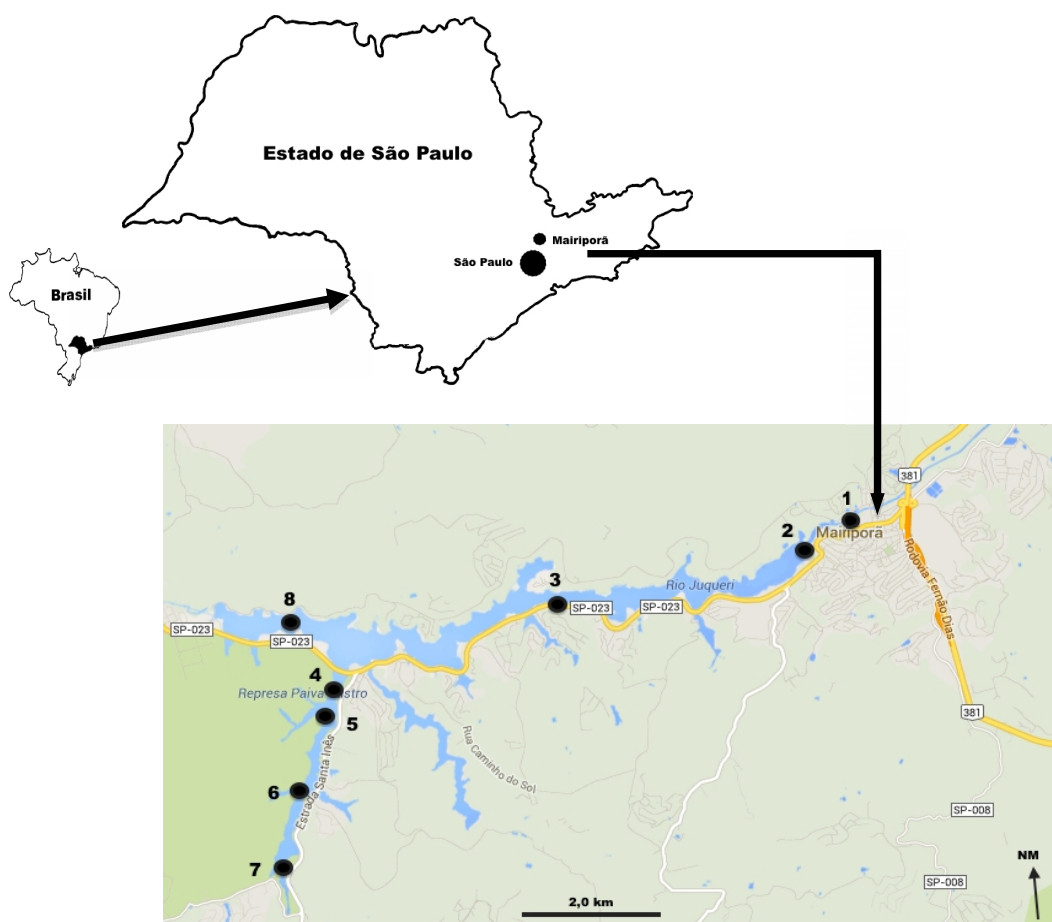 Estado de São Paulo
Mairiporã
São Paulo
Brasil
381
1
2
Mairiporã
Rodovia Fernão Dias
3
Rio Juqueri
SP-023
SP-023
8
SP-023
SP-023
4
Represa Paiva Castro
5
381
Rua Caminho do Sol
Estrada Santa Inês
6
SP-008
7
NM
SP-008
2,0 km